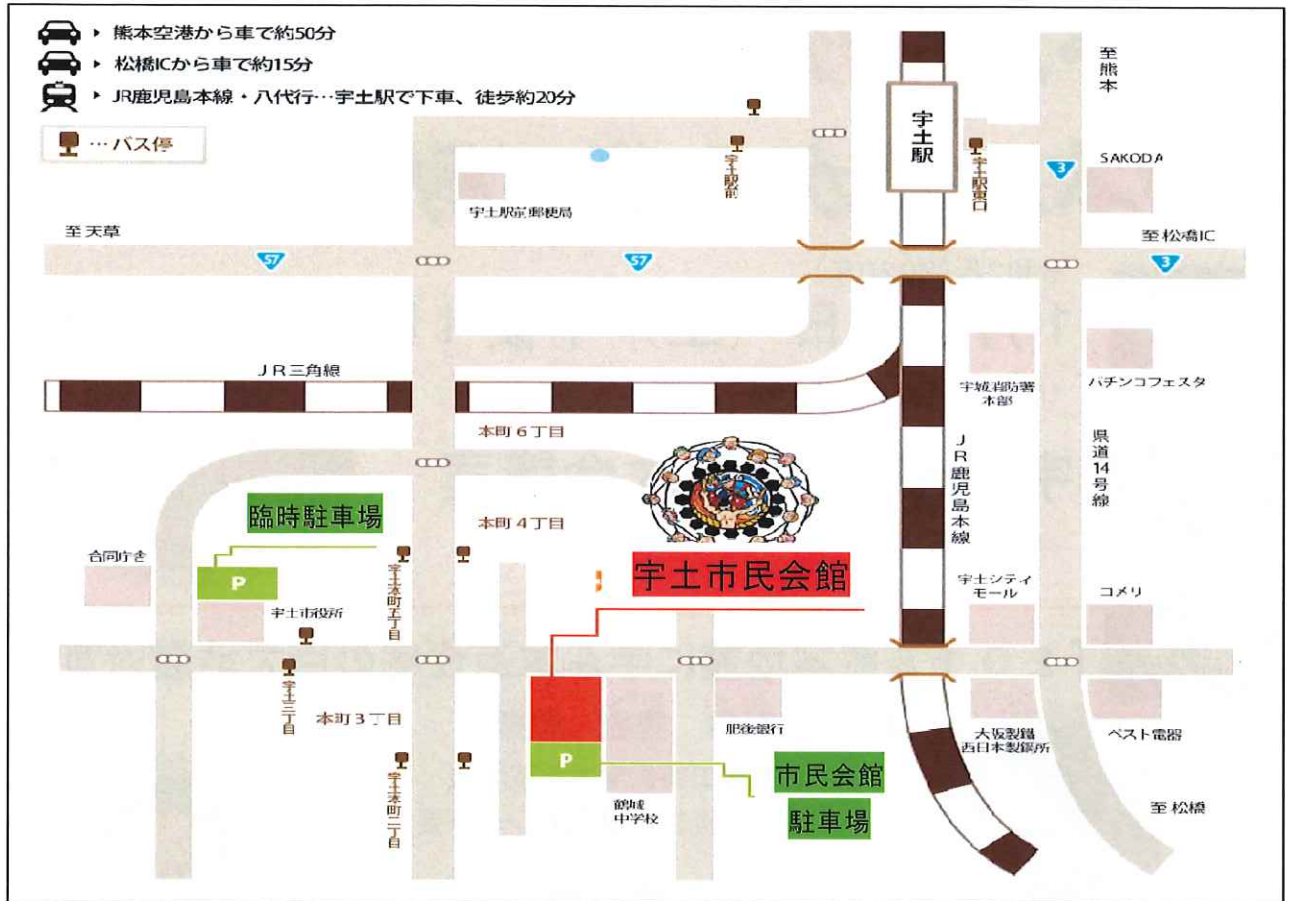 熊本空港から車で約50分
松橋ICから車で約15分
JR鹿児島本線・八代行…宇土駅で下車、徒歩約20分
…バス停
至熊本
宇土駅
宇土駅前
宇土駅東口
3
SAKODA
宇土駅前郵便局
至天草
至松橋IC
57
57
3
JR三角線
宇城消防署
本部
パチンコフェスタ
本町6丁目
JR鹿児島本線
県道14号線
臨時駐車場
本町4丁目
合同庁舎
P
宇土市役所
宇土本町五丁目
宇土市民会館
宇土シティ
モール
コメリ
宇土三丁目
本町3丁目
肥後銀行
大阪製鐵
西日本製鋼所
ベスト電器
宇土本町二丁目
P
市民会館
駐車場
鶴城
中学校
至松橋